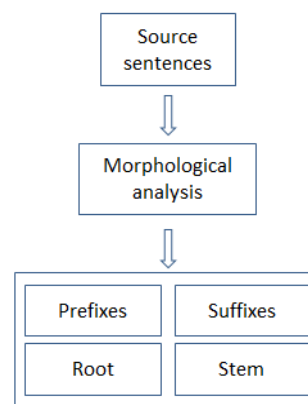 Source
sentences
Morphological
analysis
Prefixes
Suffixes
Root
Stem